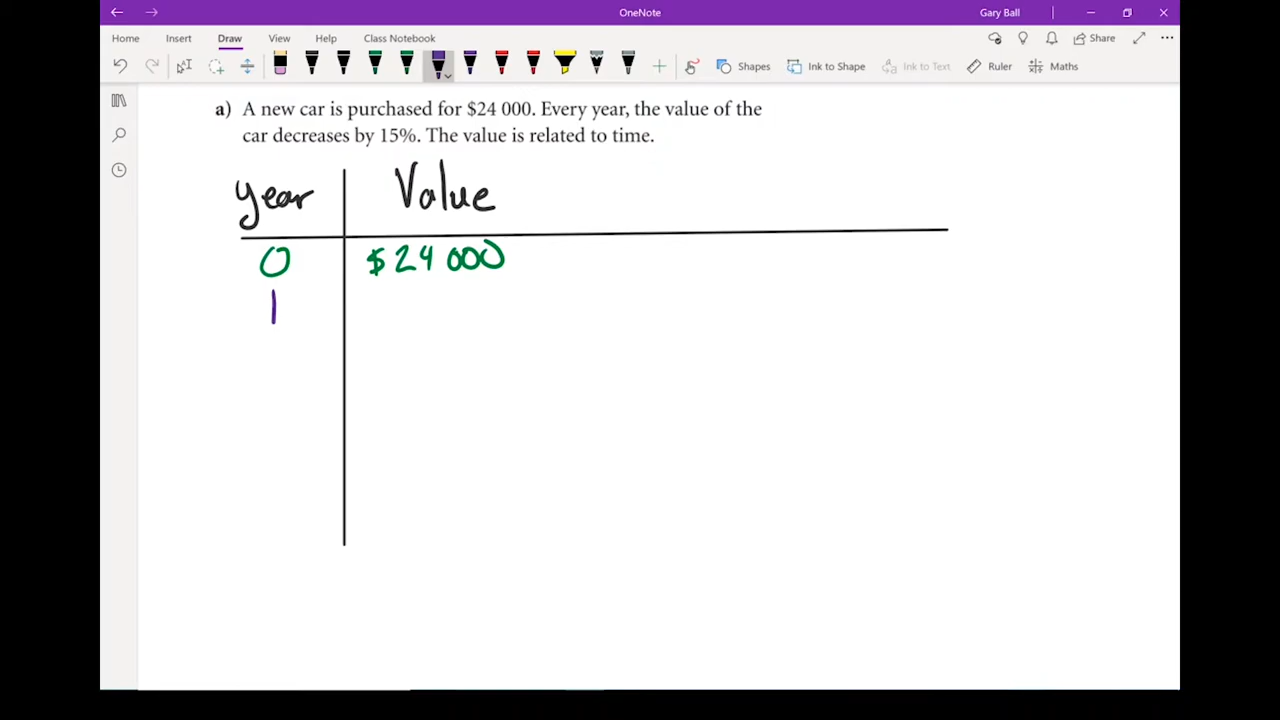 OneNote
Gary Ball
Home Insert Draw View Help Class Notebook
Share
Shapes Ink to Shape Ink to Text Ruler Maths
a) A new car is purchased for $24 000. Every year, the value of the
car decreases by 15%. The value is related to time.
year Value
0 $24 000
1